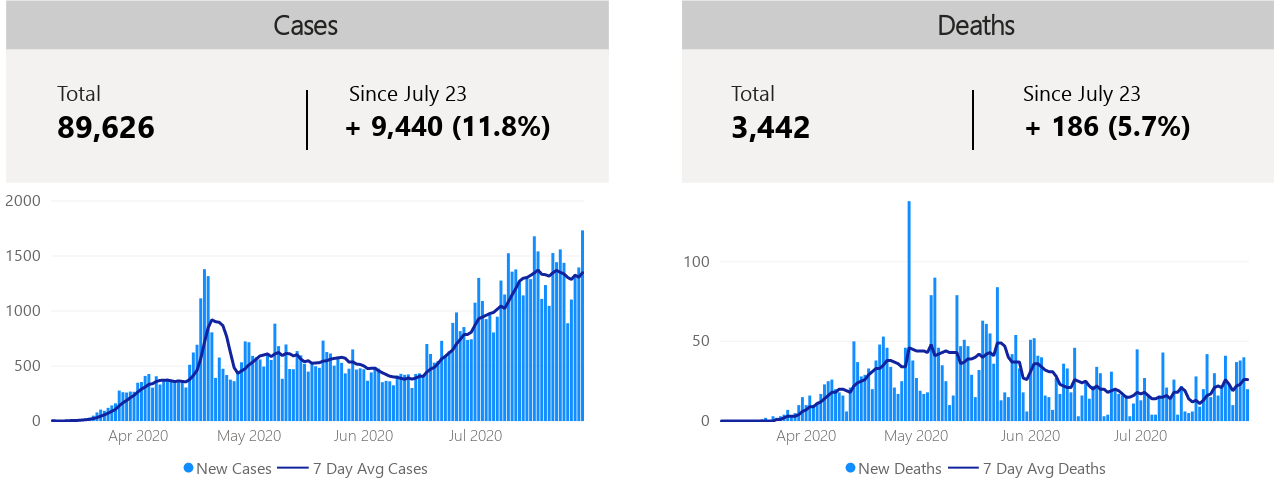 Cases
Total
Since July 23
89,626
+ 9,440 (11.8%)
2000
1500
1000
500
0
Apr 2020
May 2020
Jun 2020
Jul 2020
New Cases
7 Day Avg Cases
Deaths
Total
Since July 23
3,442
+ 186 (5.7%)
100
50
0
Apr 2020
May 2020
Jun 2020
Jul 2020
New Deaths
7 Day Avg Deaths